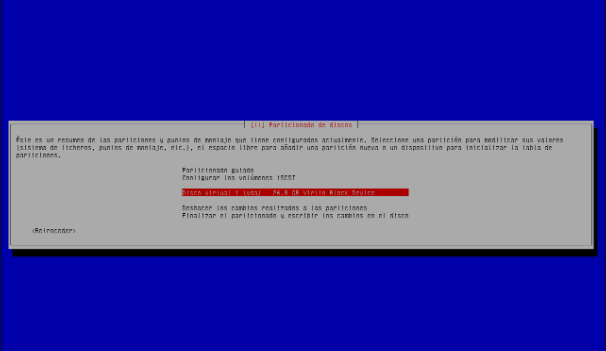 [!!] Particionado de discos
Éste es un resumen de las particiones y puntos de montaje que tiene configurados actualmente. Seleccione una partición para modificar sus valores
(sistema de ficheros, puntos de montaje, etc.), el espacio libre para añadir una partición nueva o un dispositivo para inicializar la tabla de
particiones.
Particionado guiado
Configurar los volúmenes iSCSI
Disco virtual 1 (vda) - 26.8 GB Virtio Block Device
Deshacer los cambios realizados a las particiones
Finalizar el particionado y escribir los cambios en el disco
<Retroceder>